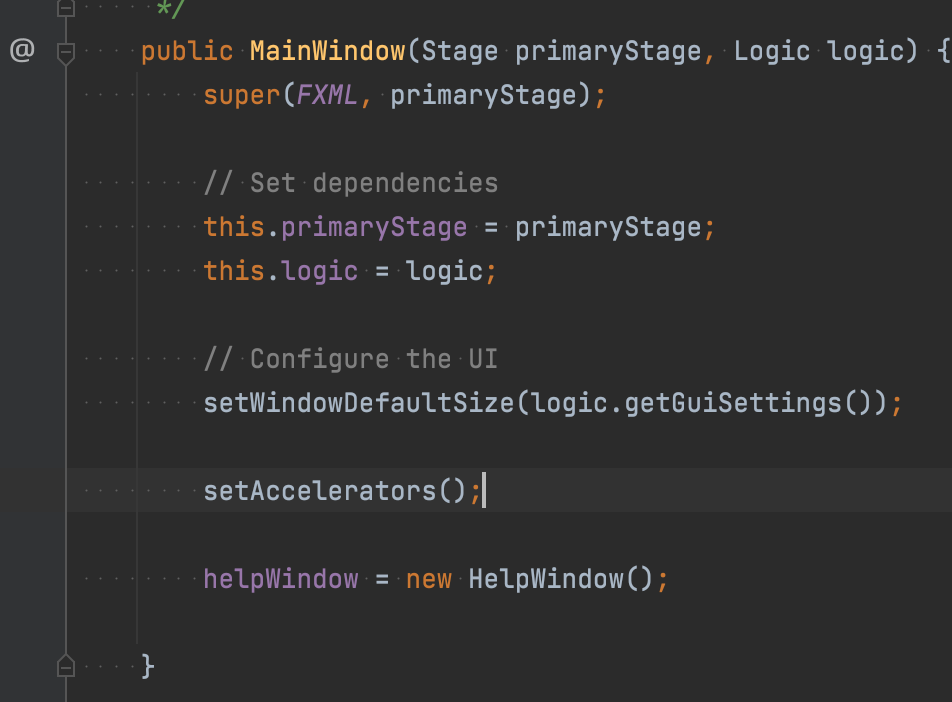 */
@ public MainWindow(Stage primaryStage, Logic logic) {
super(FXML, primaryStage);
// Set dependencies
this.primaryStage = primaryStage;
this.logic = logic;
// Configure the UI
setWindowDefaultSize(logic.getGuiSettings());
setAccelerators();
helpWindow = new HelpWindow();
}